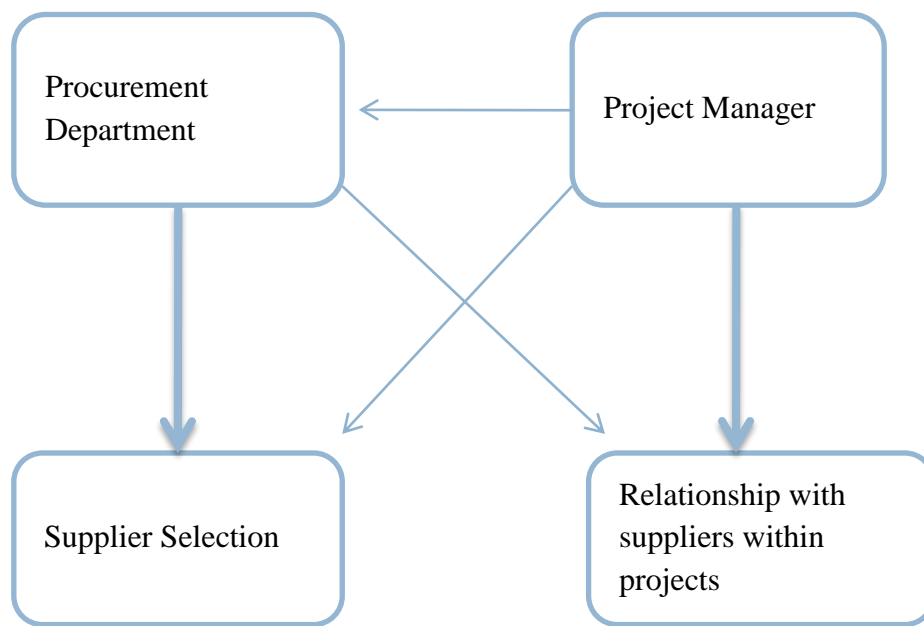 Procurement
Department
Project Manager
Supplier Selection
Relationship with
suppliers within
projects